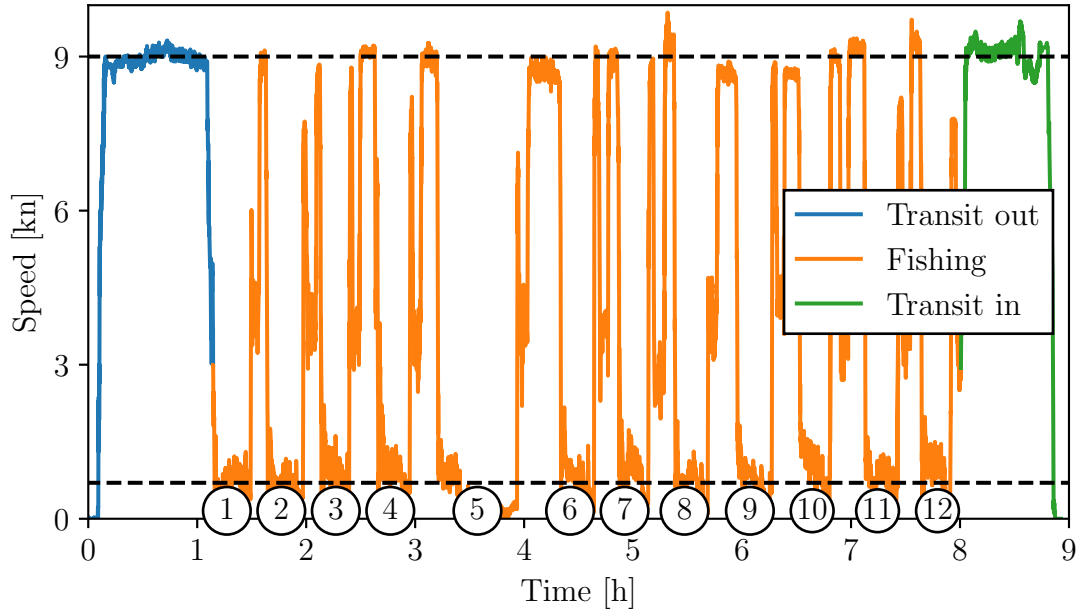 9
6
3
0
Speed [kn]
Transit out
Fishing
Transit in
1 2 3 4 5 6 7 8 9 10 11 12
0 1 2 3 4 5 6 7 8 9
Time [h]